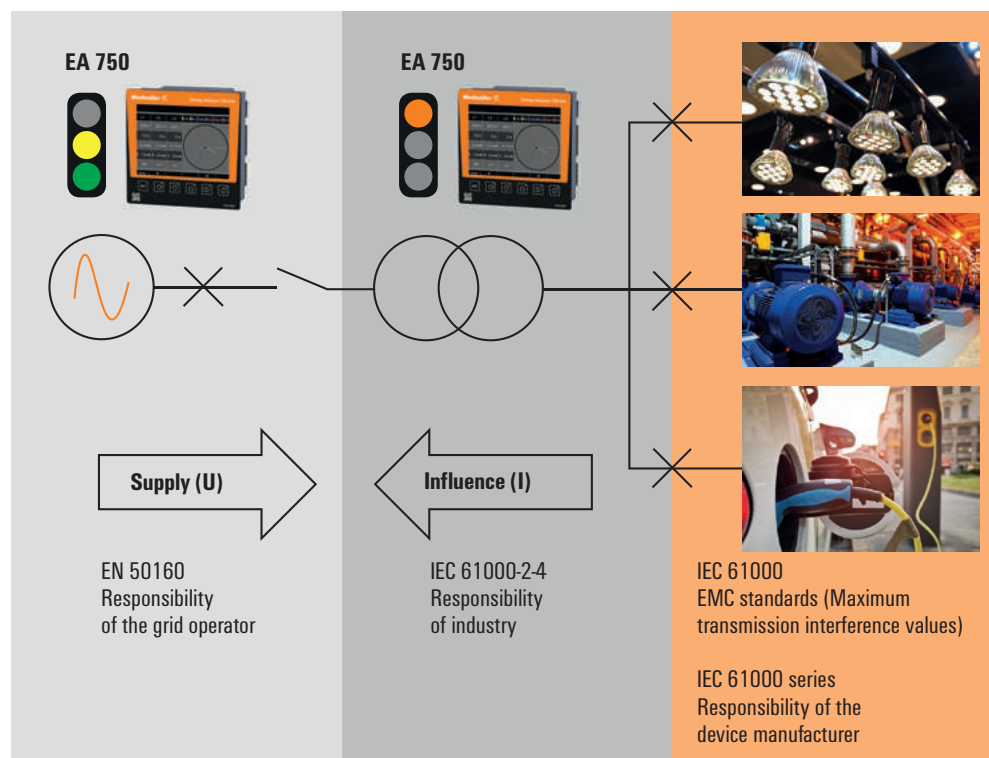 EA 750
EA 750
Supply (U)
Influence (I)
EN 50160
Responsibility
of the grid operator
IEC 61000-2-4
Responsibility
of industry
IEC 61000
EMC standards (Maximum
transmission interference values)
IEC 61000 series
Responsibility of the
device manufacturer